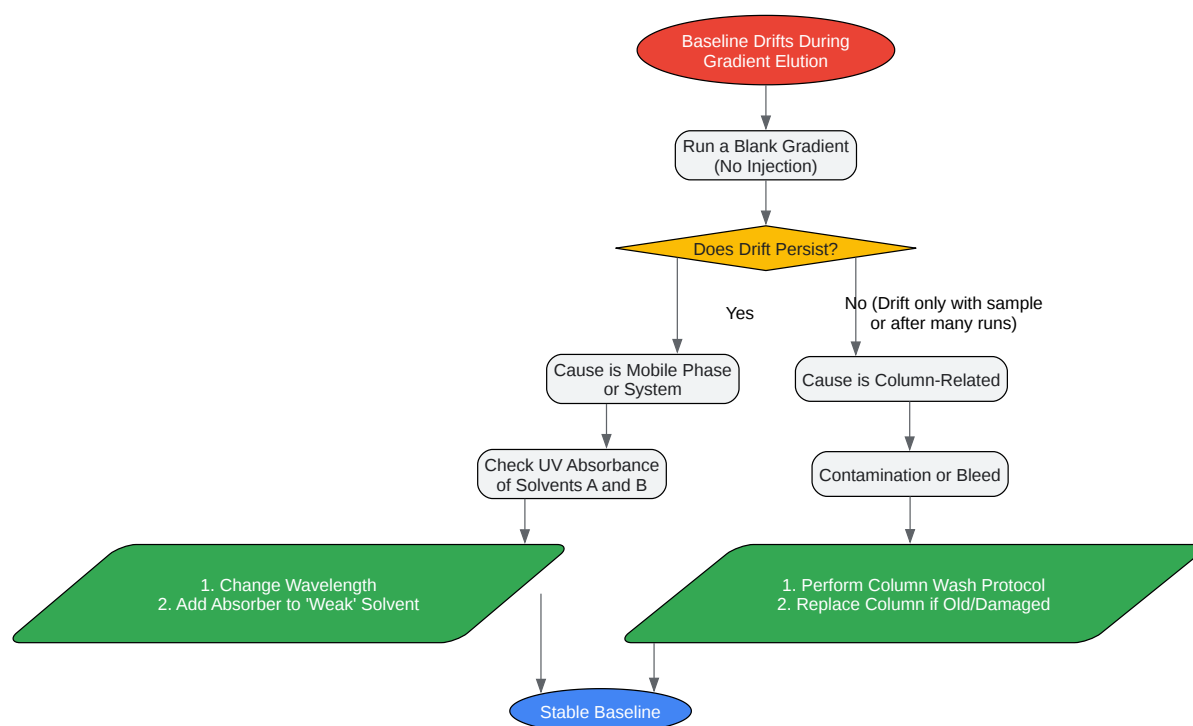 Baseline Drifts During
Gradient Elution
Run a Blank Gradient
(No Injection)
Does Drift Persist?
Yes
No (Drift only with sample
or after many runs)
Cause is Mobile Phase
or System
Cause is Column-Related
Check UV Absorbance
of Solvents A and B
Contamination or Bleed
1. Change Wavelength
2. Add Absorber to 'Weak' Solvent
1. Perform Column Wash Protocol
2. Replace Column if Old/Damaged
Stable Baseline